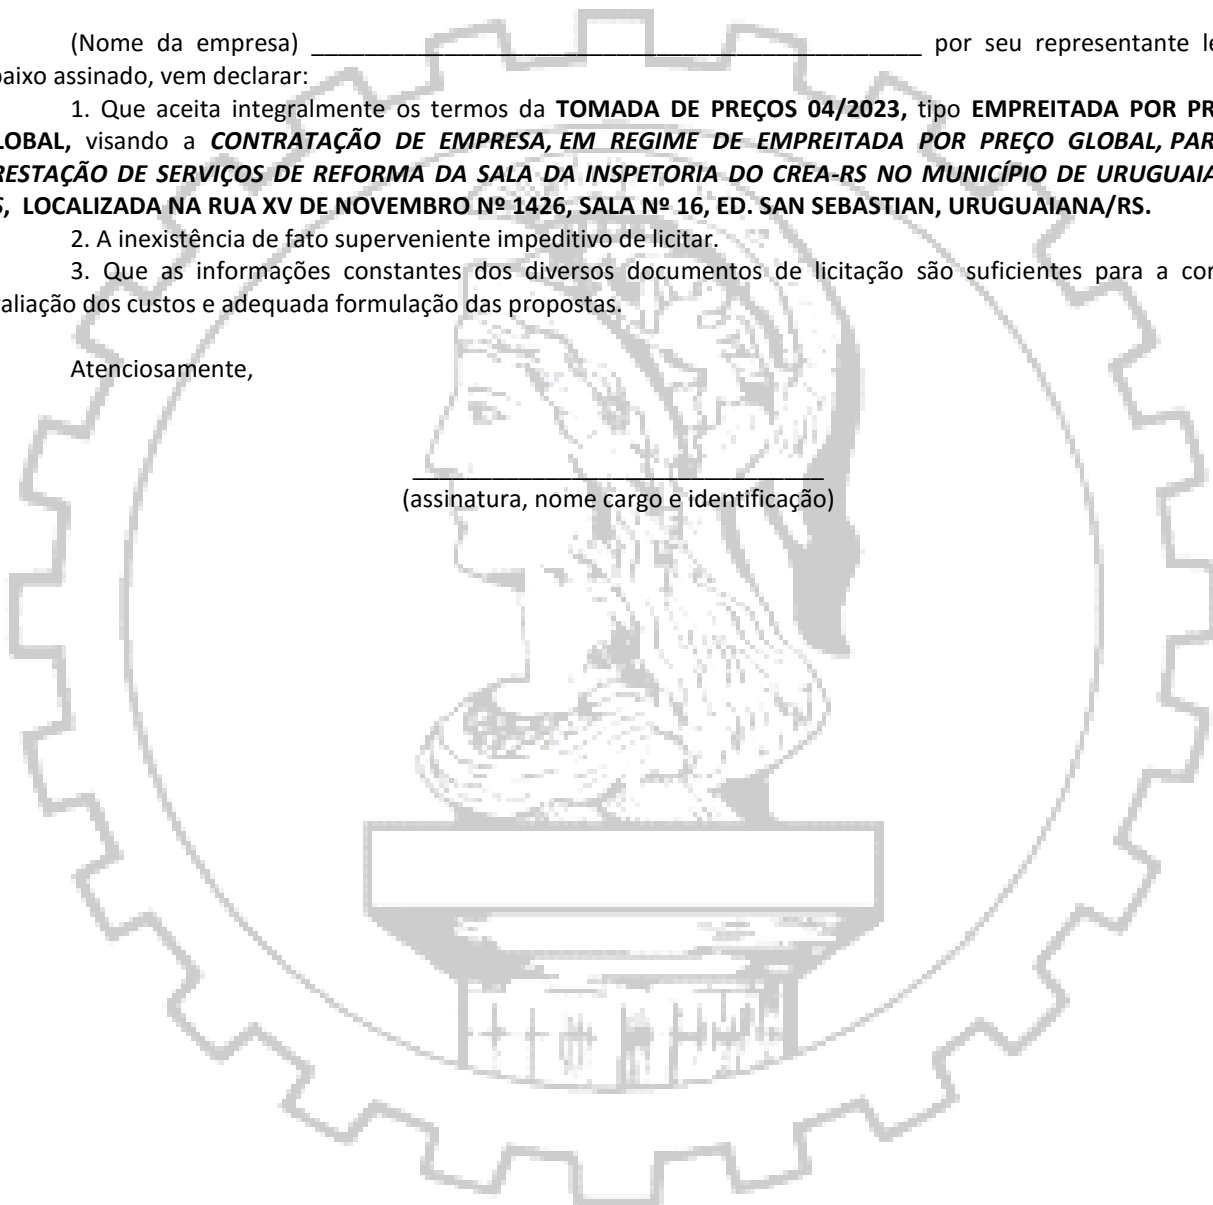 (Nome da empresa) ______________________________________________ por seu representante le
baixo assinado, vem declarar:
1. Que aceita integralmente os termos da TOMADA DE PREÇOS 04/2023, tipo EMPREITADA POR PR
LOBAL, visando a CONTRATAÇÃO DE EMPRESA, EM REGIME DE EMPREITADA POR PREÇO GLOBAL, PAR
RESTAÇÃO DE SERVIÇOS DE REFORMA DA SALA DA INSPETORIA DO CREA-RS NO MUNICÍPIO DE URUGUAIA
S, LOCALIZADA NA RUA XV DE NOVEMBRO Nº 1426, SALA Nº 16, ED. SAN SEBASTIAN, URUGUAIANA/RS.
2. A inexistência de fato superveniente impeditivo de licitar.
3. Que as informações constantes dos diversos documentos de licitação são suficientes para a cor
aliação dos custos e adequada formulação das propostas.
Atenciosamente,
_______________________________
(assinatura, nome cargo e identificação)